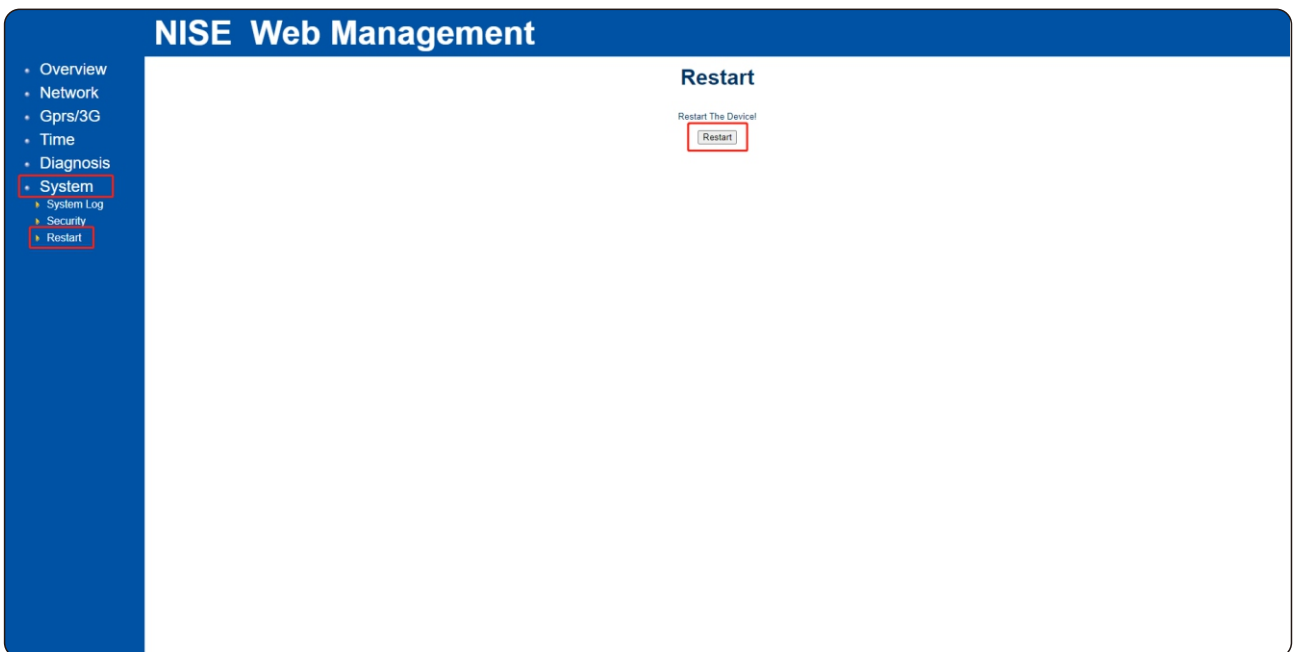 NISE Web Management
Overview
Network
Gprs/3G
Time
Diagnosis
System
System Log
Security
Restart
Restart
Restart The Device!
Restart